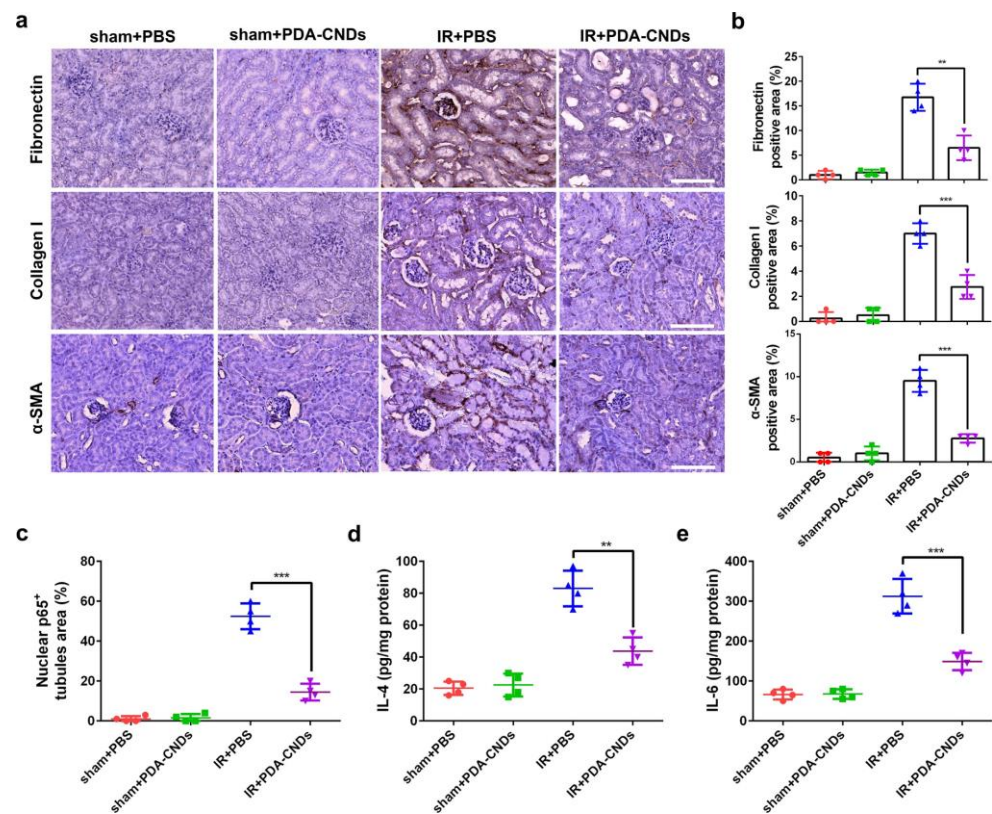 a
sham+PBS
sham+PDA-CNDs
IR+PBS
IR+PDA-CNDs
Fibronectin
Collagen I
α-SMA
b
Fibronectin
positive area (%)
25
20
15
10
5
0
**
Collagen I
positive area (%)
10
8
6
4
2
0
***
α-SMA
positive area (%)
15
10
5
0
***
sham+PBS
sham+PDA-CNDs
IR+PBS
IR+PDA-CNDs
c
Nuclear p65⁺
tubules area (%)
80
60
40
20
0
***
sham+PBS
sham+PDA-CNDs
IR+PBS
IR+PDA-CNDs
d
IL-4 (pg/mg protein)
100
80
60
40
20
0
**
sham+PBS
sham+PDA-CNDs
IR+PBS
IR+PDA-CNDs
e
IL-6 (pg/mg protein)
400
300
200
100
0
***
sham+PBS
sham+PDA-CNDs
IR+PBS
IR+PDA-CNDs